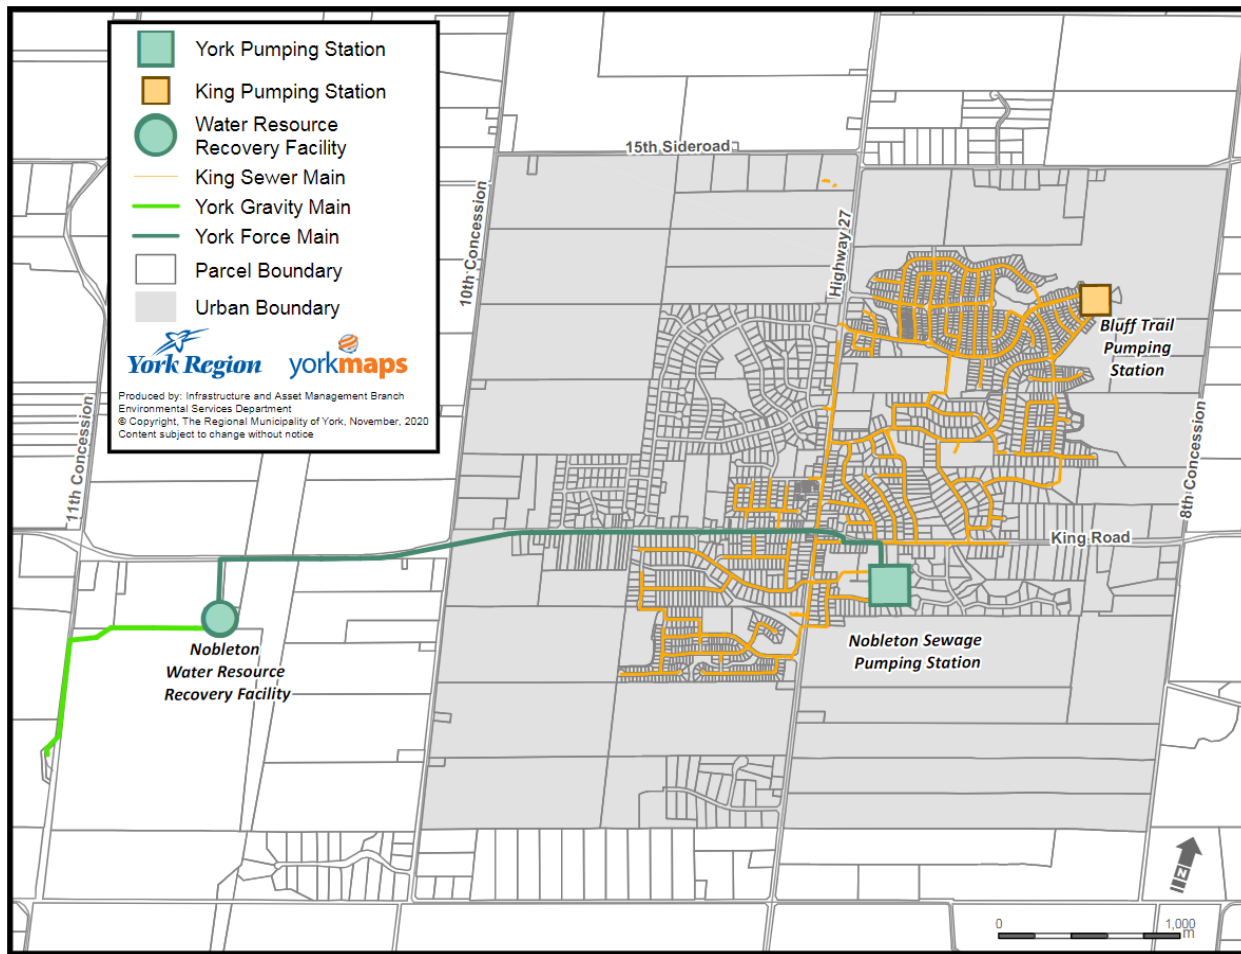 York Pumping Station
King Pumping Station
Water Resource
Recovery Facility
King Sewer Main
York Gravity Main
York Force Main
Parcel Boundary
Urban Boundary
York Region
yorkmaps
Produced by: Infrastructure and Asset Management Branch
Environmental Services Department
© Copyright, The Regional Municipality of York, November, 2020
Content subject to change without notice
15th Sideroad
10th Concession
Highway 27
Bluff Trail
Pumping
Station
11th Concession
8th Concession
King Road
Nobleton
Water Resource
Recovery Facility
Nobleton Sewage
Pumping Station
N
0
1,000
m